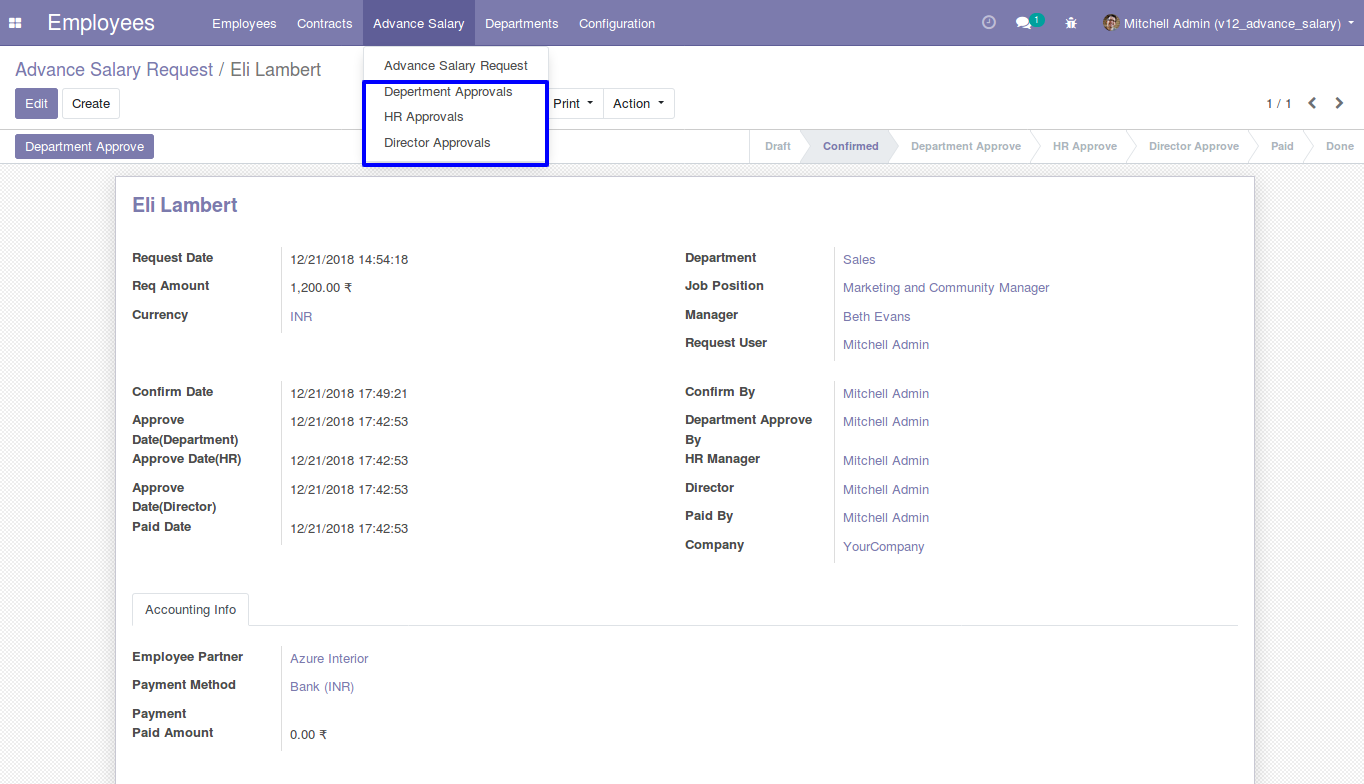 Employees
Employees Contracts Advance Salary Departments Configuration
1 Mitchell Admin (v12_advance_salary)
Advance Salary Request / Eli Lambert
Advance Salary Request
Depertment Approvals
HR Approvals
Director Approvals
Edit Create Print Action 1 / 1
Department Approve
Draft Confirmed Department Approve HR Approve Director Approve Paid Done
Eli Lambert
Request Date 12/21/2018 14:54:18 Department Sales
Req Amount 1,200.00 ₹ Job Position Marketing and Community Manager
Currency INR Manager Beth Evans
Request User Mitchell Admin
Confirm Date 12/21/2018 17:49:21 Confirm By Mitchell Admin
Approve 12/21/2018 17:42:53 Department Approve Mitchell Admin
Date(Department) By
Approve Date(HR) 12/21/2018 17:42:53 HR Manager Mitchell Admin
Approve 12/21/2018 17:42:53 Director Mitchell Admin
Date(Director)
Paid By Mitchell Admin
Paid Date 12/21/2018 17:42:53
Company YourCompany
Accounting Info
Employee Partner Azure Interior
Payment Method Bank (INR)
Payment
Paid Amount 0.00 ₹